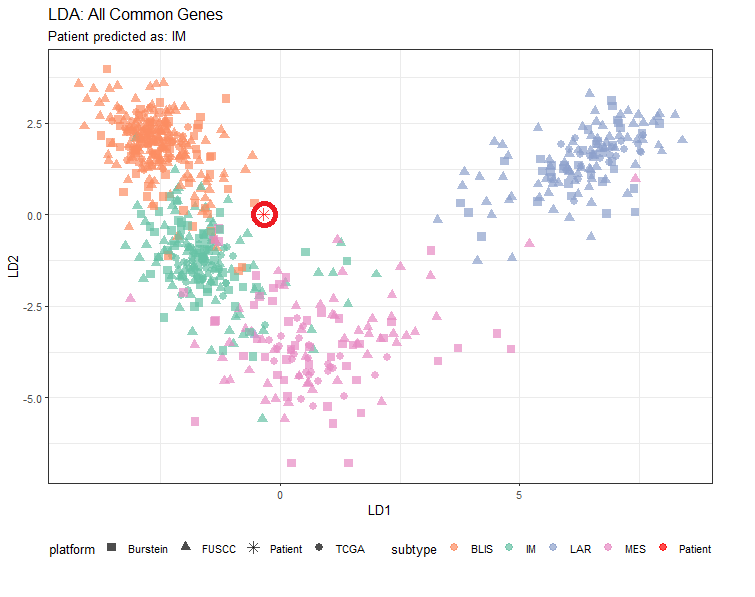 LDA: All Common Genes
Patient predicted as: IM
LD2
2.5
0.0
-2.5
-5.0
0
5
LD1
platform Burstein FUSCC Patient TCGA subtype BLIS IM LAR MES Patient